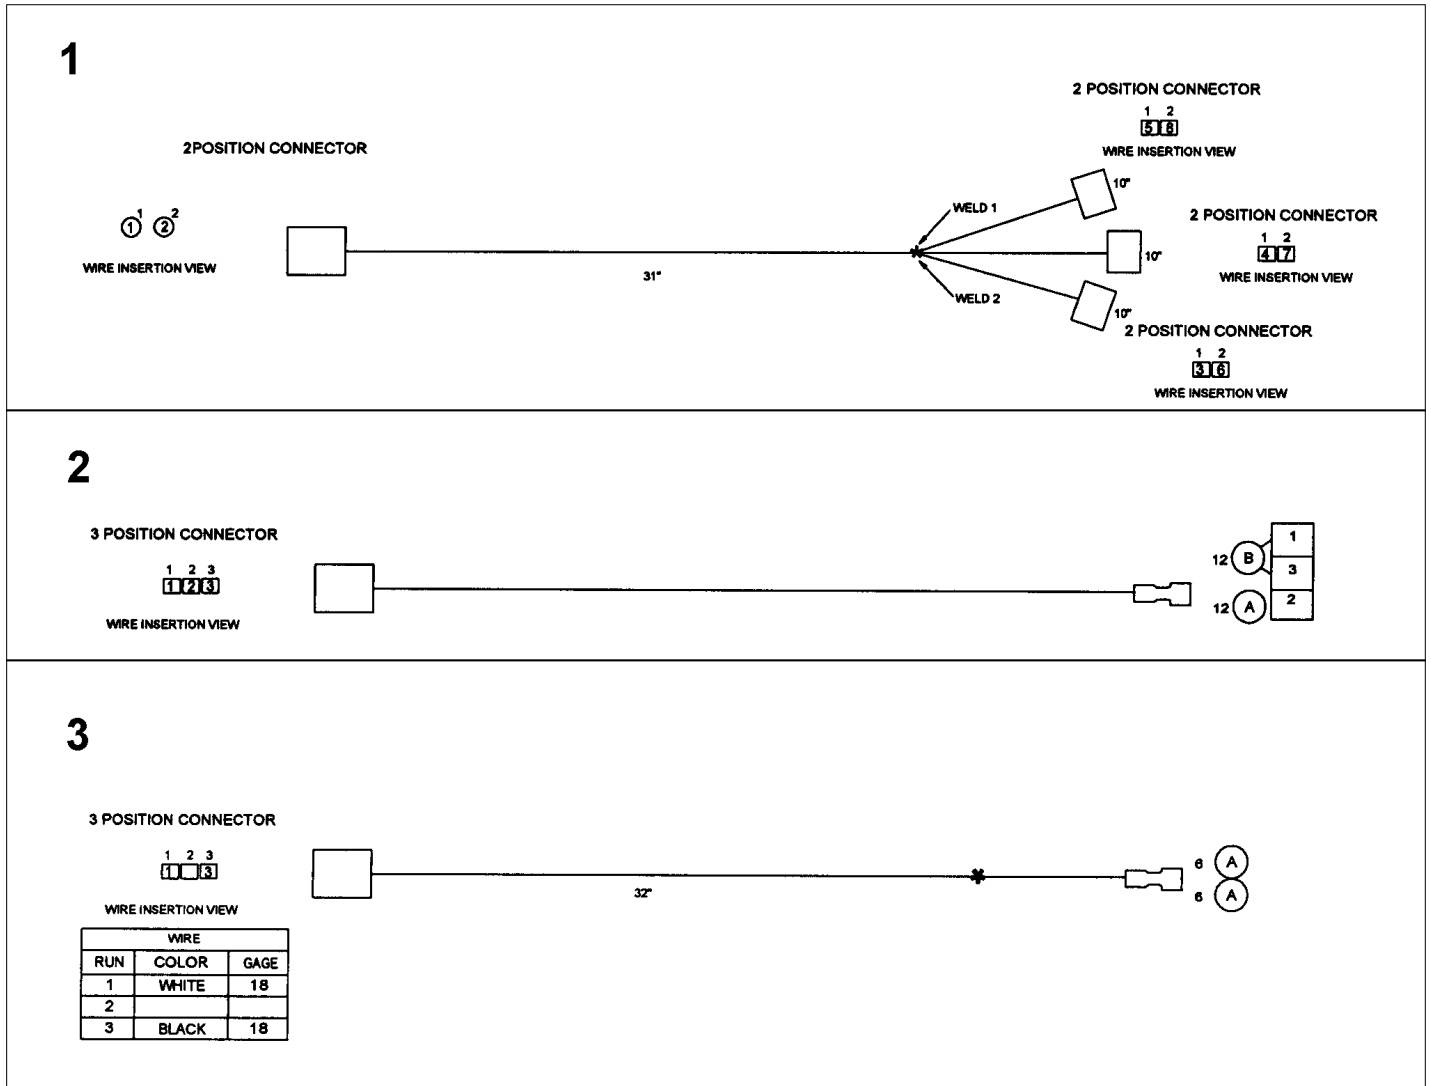 1
2 POSITION CONNECTOR
1 2
5 8
WIRE INSERTION VIEW
2POSITION CONNECTOR
1 2
1 2
WIRE INSERTION VIEW
10"
WELD 1
2 POSITION CONNECTOR
1 2
4 7
WIRE INSERTION VIEW
10"
31"
WELD 2
10"
2 POSITION CONNECTOR
1 2
3 6
WIRE INSERTION VIEW
2
3 POSITION CONNECTOR
1 2 3
1 2 3
WIRE INSERTION VIEW
12 B
1
3
12 A
2
3
3 POSITION CONNECTOR
1 2 3
1 3
WIRE INSERTION VIEW
32"
6 A
6 A
WIRE
RUN COLOR GAGE
1 WHITE 18
2
3 BLACK 18